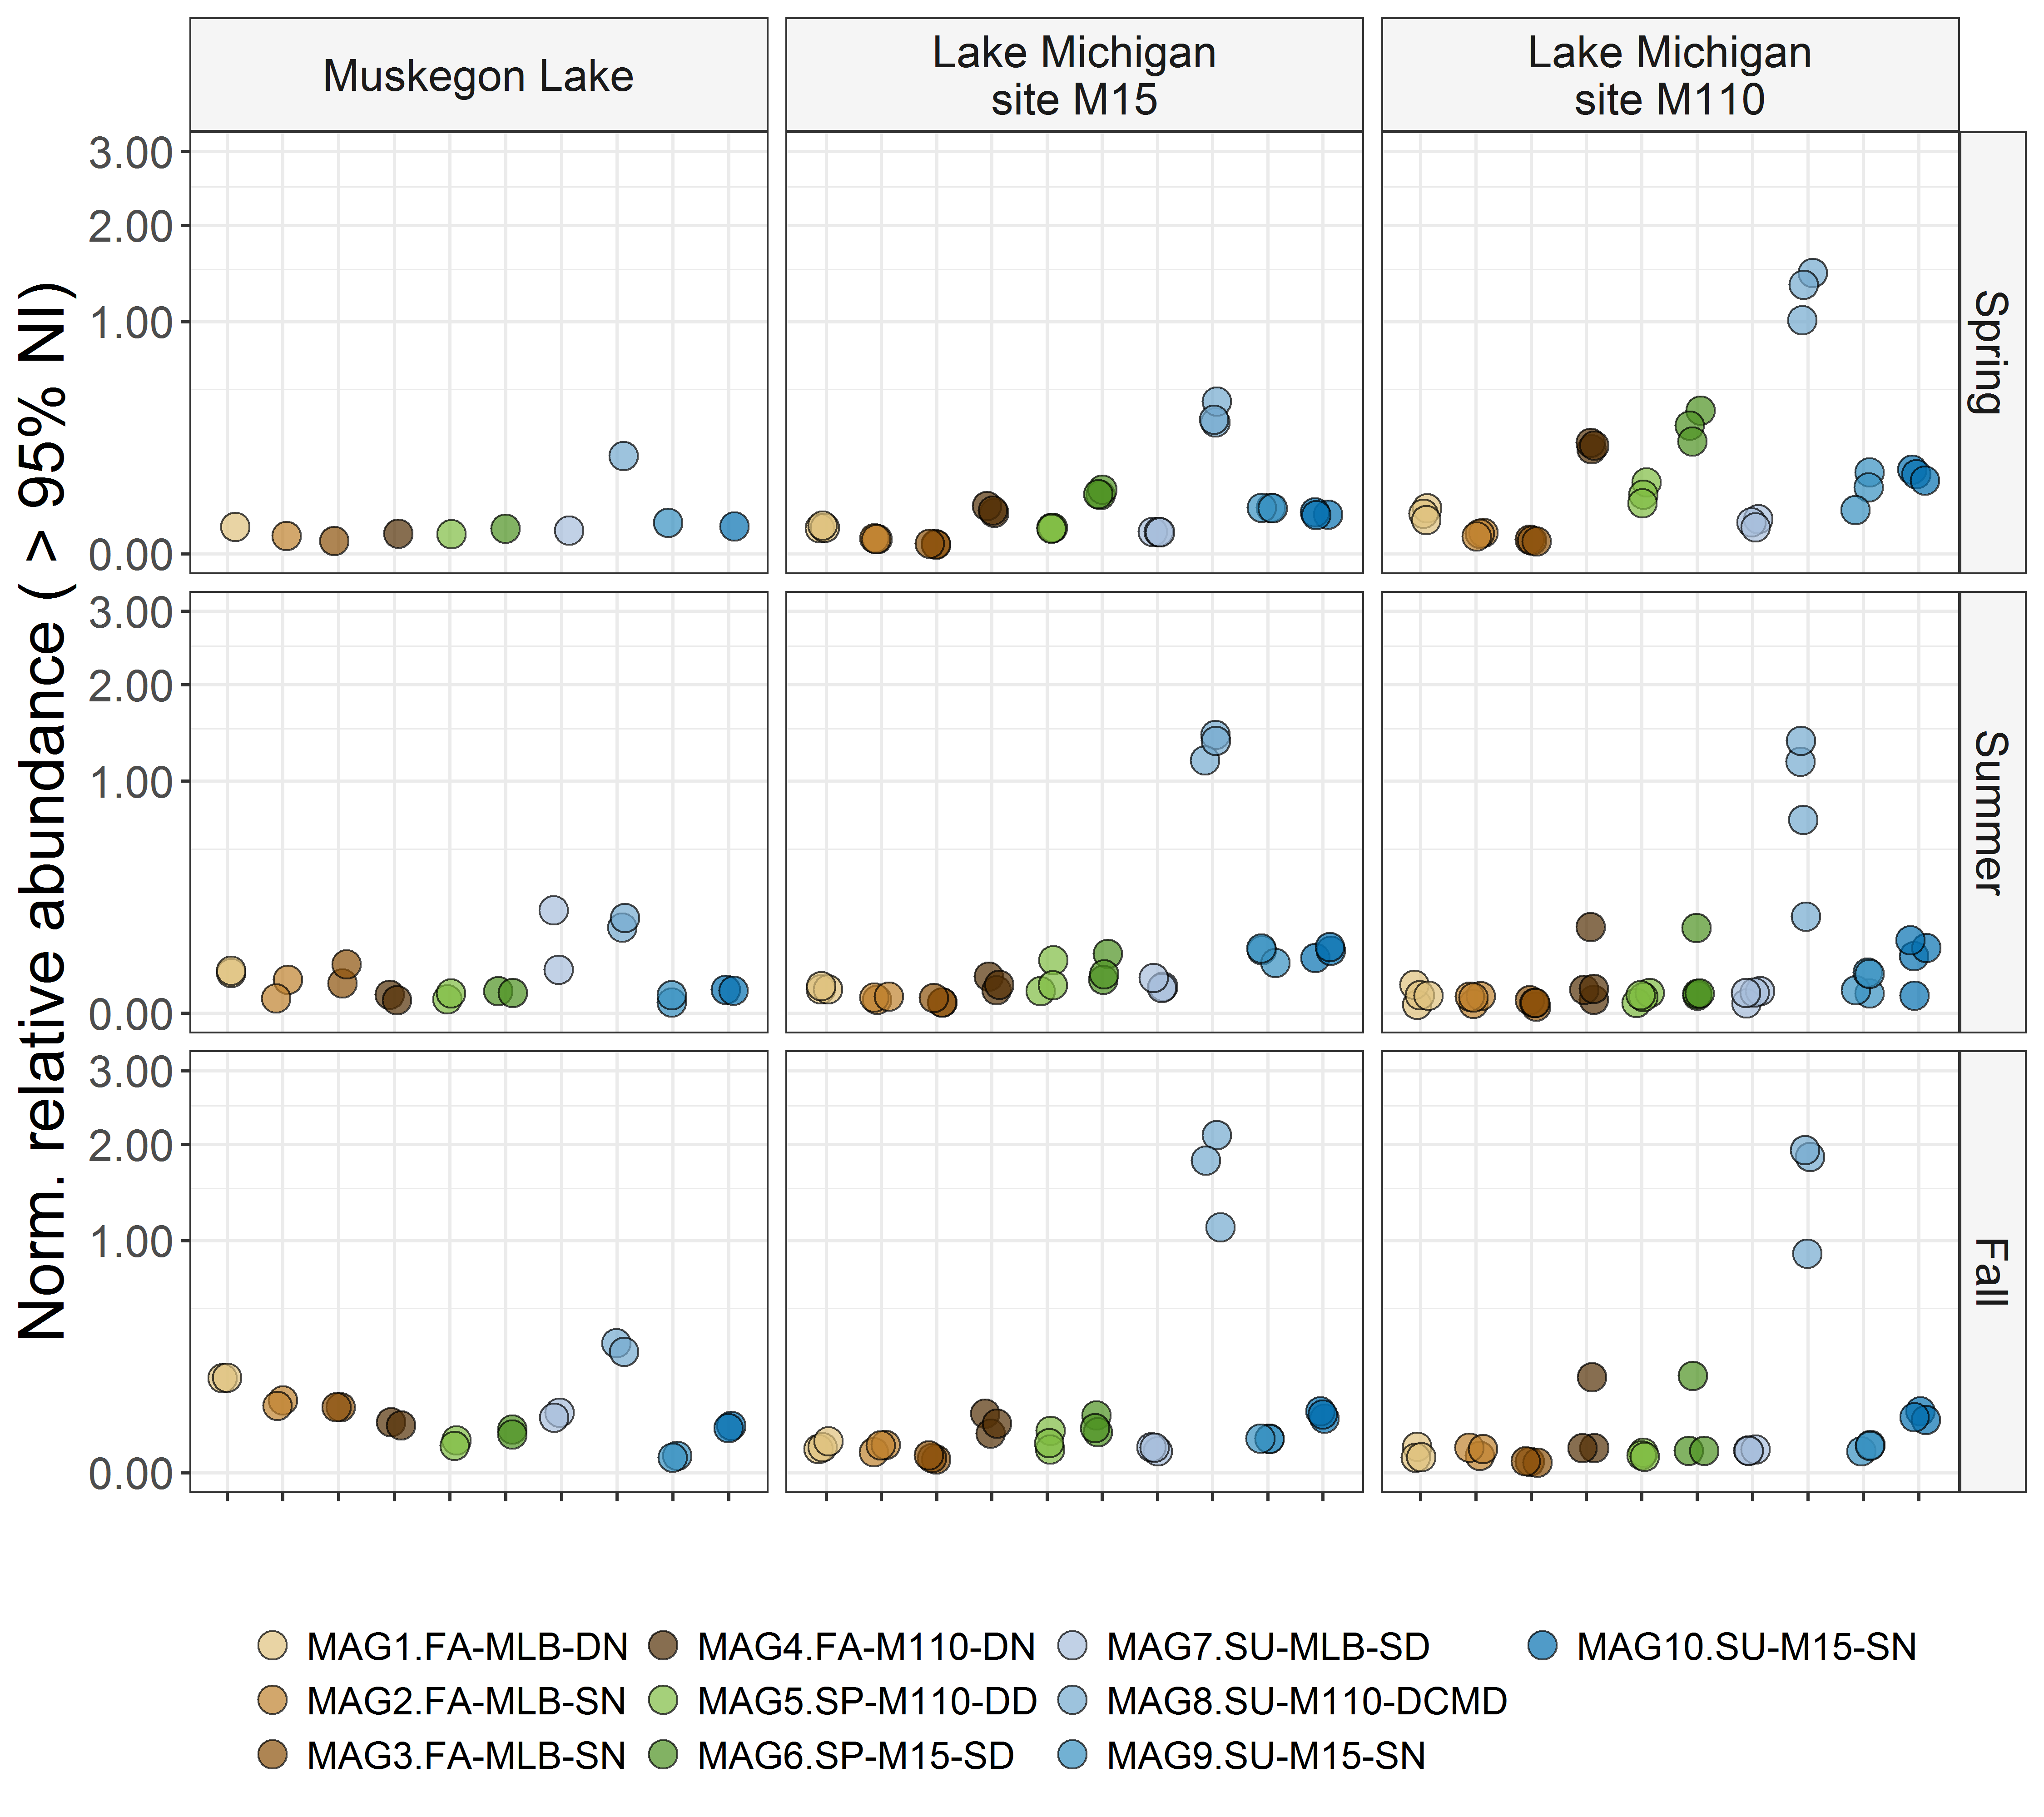 Muskegon Lake
Lake Michigan
site M15
Lake Michigan
site M110
Norm. relative abundance ( > 95% NI)
3.00
2.00
1.00
0.00
Spring
3.00
2.00
1.00
0.00
Summer
3.00
2.00
1.00
0.00
Fall
MAG1.FA-MLB-DN
MAG2.FA-MLB-SN
MAG3.FA-MLB-SN
MAG4.FA-M110-DN
MAG5.SP-M110-DD
MAG6.SP-M15-SD
MAG7.SU-MLB-SD
MAG8.SU-M110-DCMD
MAG9.SU-M15-SN
MAG10.SU-M15-SN